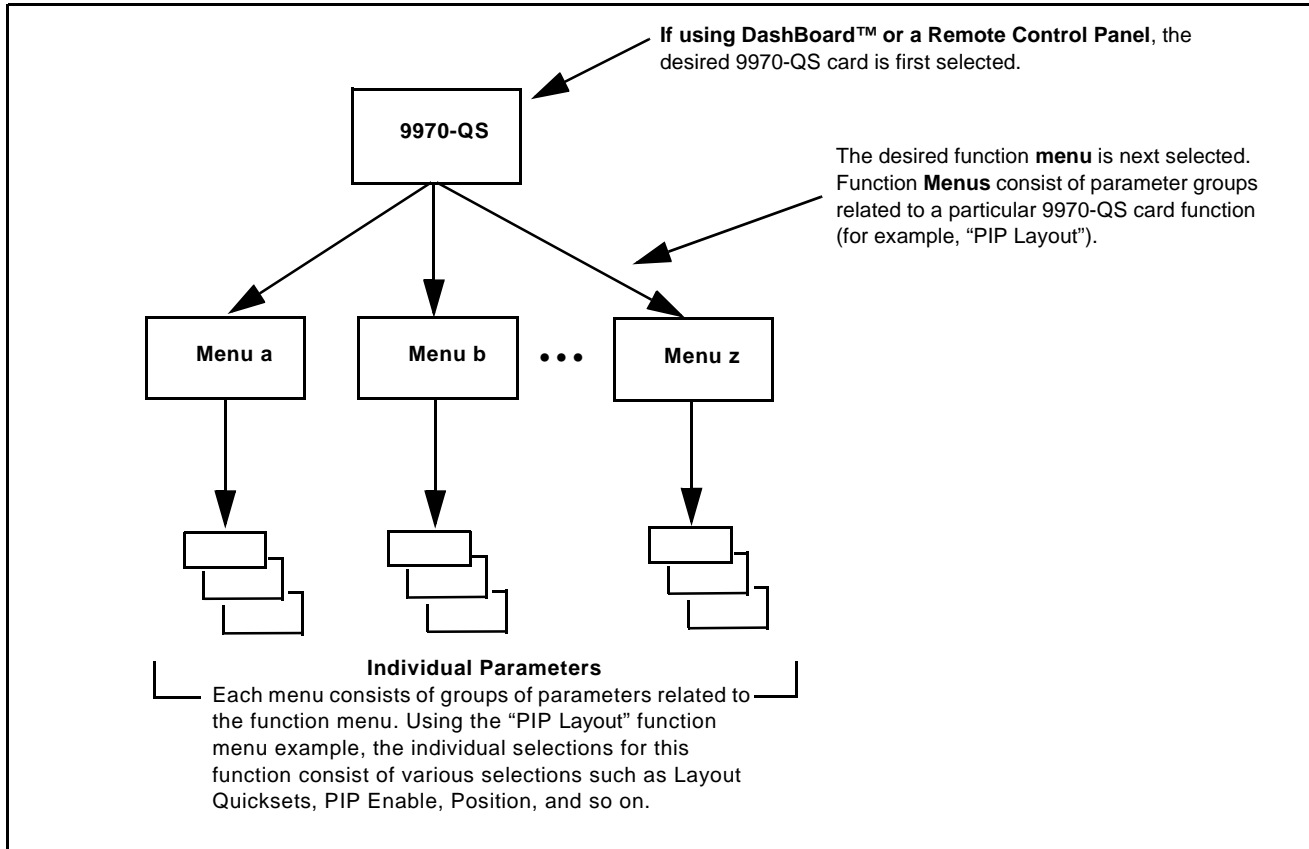 If using DashBoard™ or a Remote Control Panel, the
desired 9970-QS card is first selected.
9970-QS
The desired function menu is next selected.
Function Menus consist of parameter groups
related to a particular 9970-QS card function
(for example, “PIP Layout”).
Menu a
Menu b
•••
Menu z
Individual Parameters
Each menu consists of groups of parameters related to
the function menu. Using the “PIP Layout” function
menu example, the individual selections for this
function consist of various selections such as Layout
Quicksets, PIP Enable, Position, and so on.